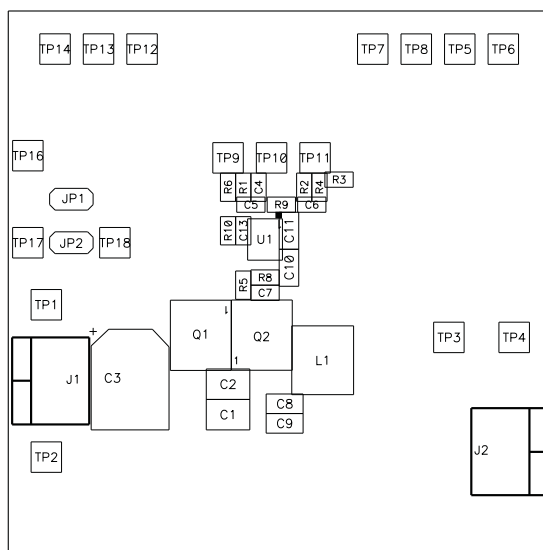 TP14 TP13 TP12 TP7 TP8 TP5 TP6
TP16 TP9 TP10 TP11
R6 R1 C4 R2 R4 R3
JP1 C5 R9 C6
TP17 JP2 TP18 R10 C13 U1 C11
C10
R5 R8
C7
TP1
1
+ Q1 Q2 TP3 TP4
1 L1
J1 C3 C2
C8
C1
C9
TP2 J2